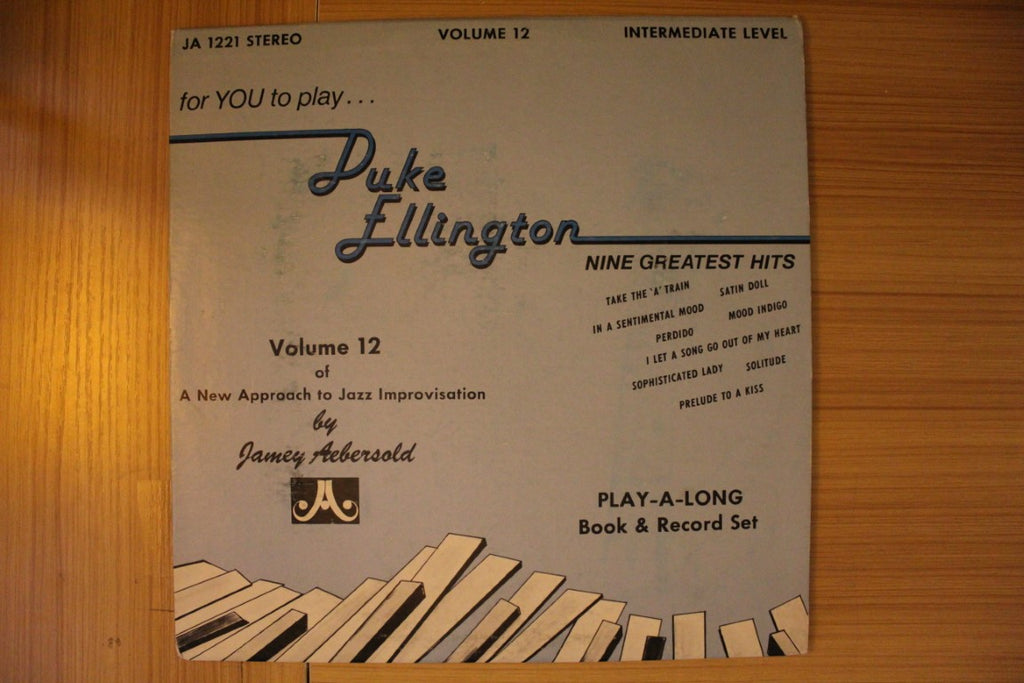 JA 1221 STEREO
VOLUME 12
INTERMEDIATE LEVEL
for YOU to play...
Duke
Ellington
NINE GREATEST HITS
TAKE THE 'A' TRAIN
SATIN DOLL
IN A SENTIMENTAL MOOD
MOOD INDIGO
PERDIDO
I LET A SONG GO OUT OF MY HEART
SOPHISTICATED LADY
SOLITUDE
PRELUDE TO A KISS
Volume 12
of
A New Approach to Jazz Improvisation
by
Jamey Aebersold
A
PLAY-A-LONG
Book & Record Set